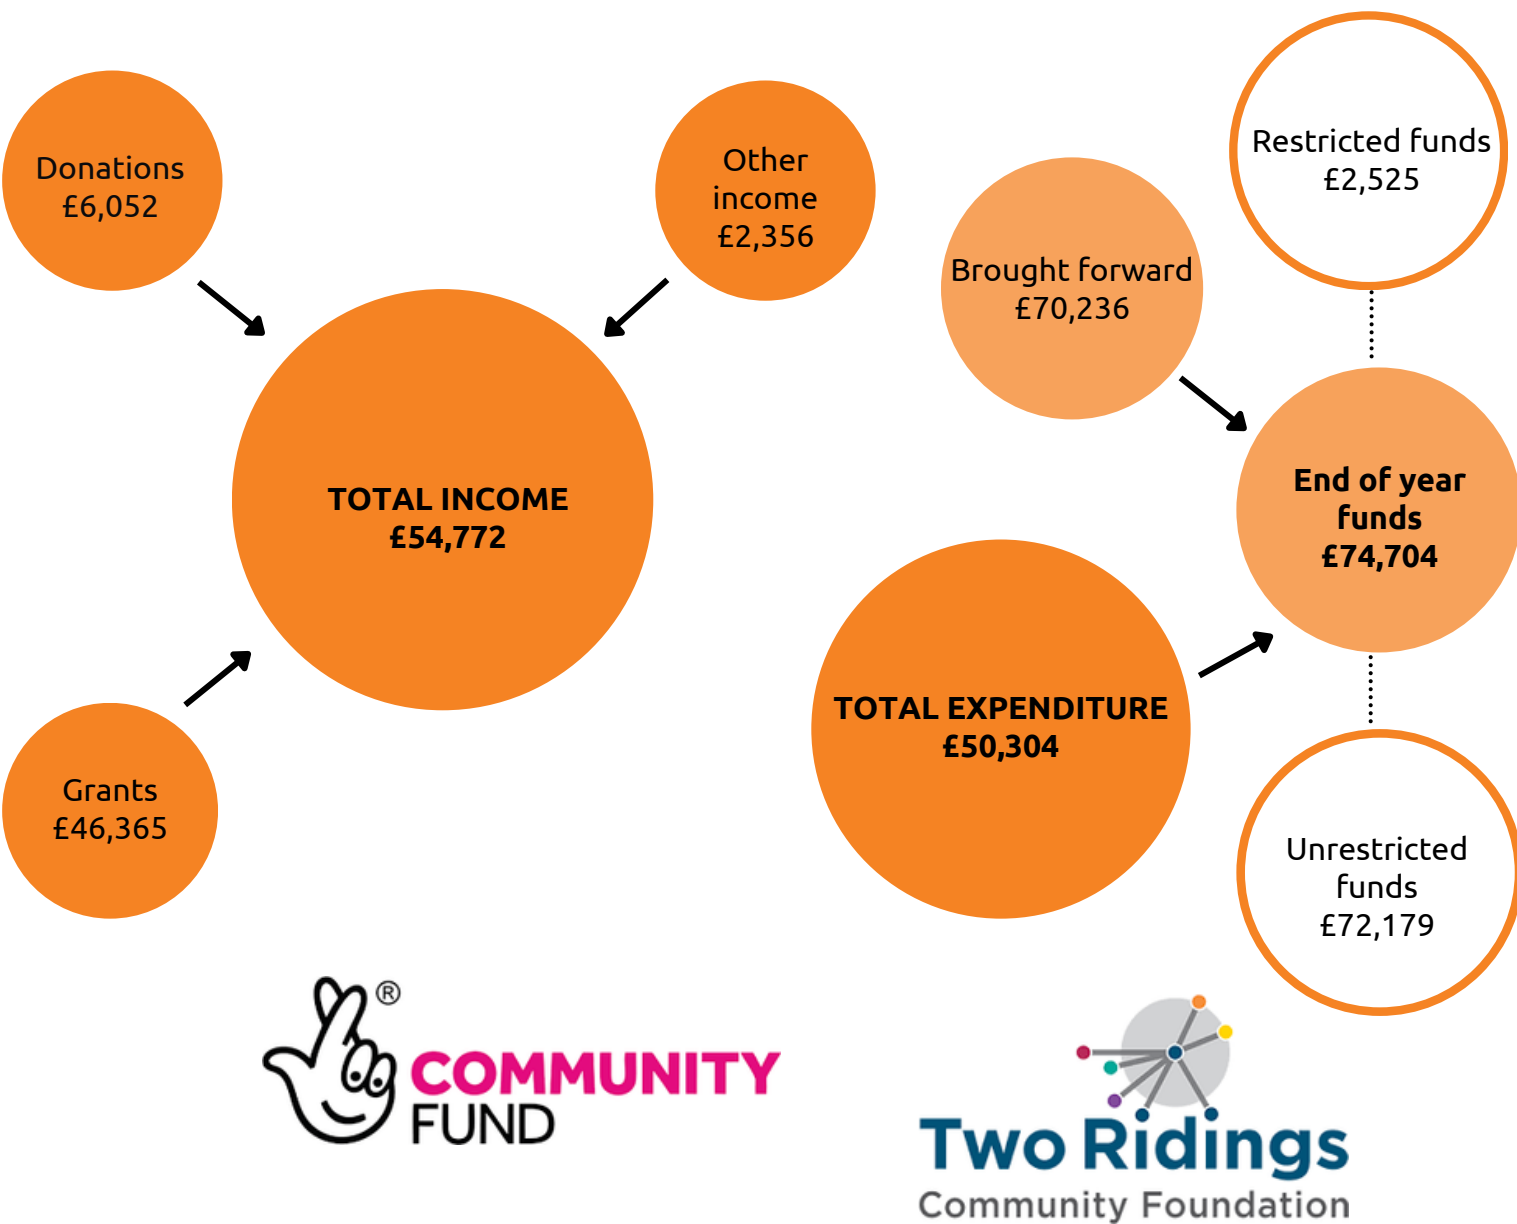 Donations
£6,052
Other
income
£2,356
TOTAL INCOME
£54,772
Grants
£46,365
Restricted funds
£2,525
Brought forward
£70,236
End of year
funds
£74,704
TOTAL EXPENDITURE
£50,304
Unrestricted
funds
£72,179
®
COMMUNITY
FUND
Two Ridings
Community Foundation